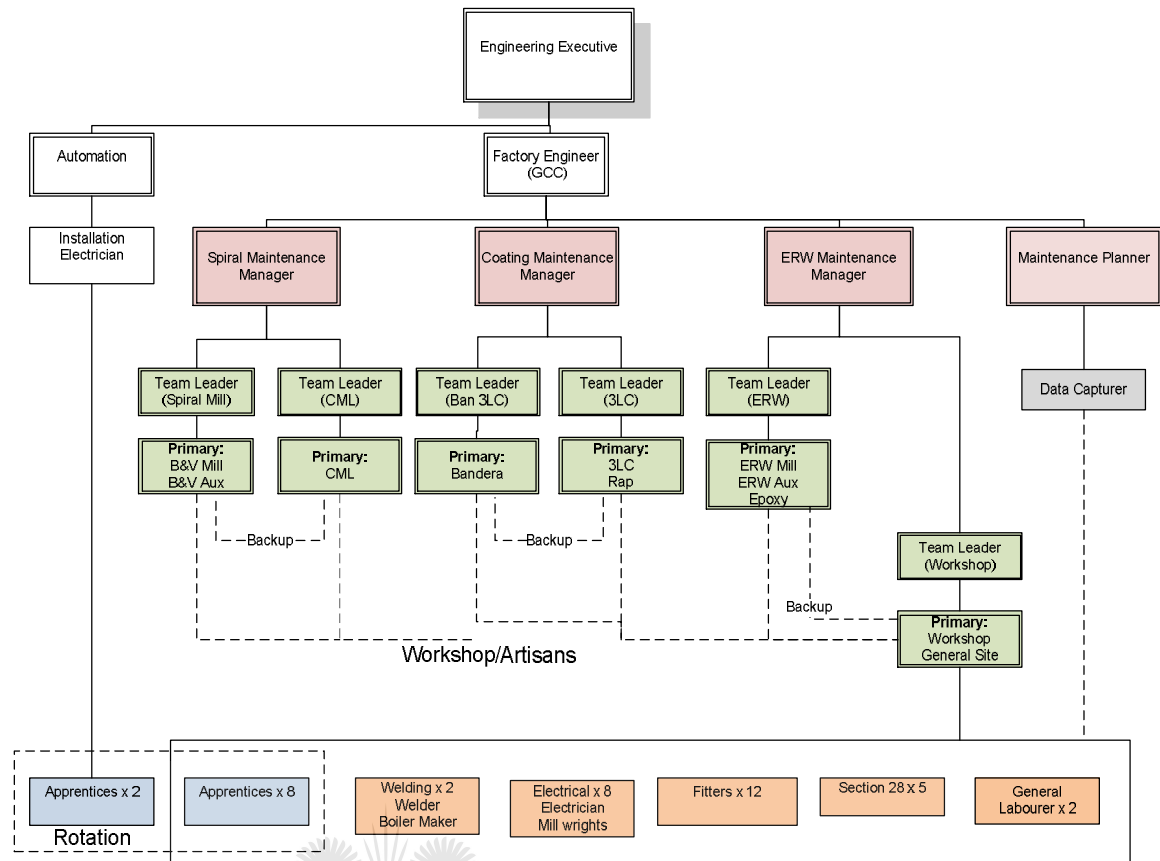 Engineering Executive
Automation
Factory Engineer
(GCC)
Installation
Electrician
Spiral Maintenance
Manager
Coating Maintenance
Manager
ERW Maintenance
Manager
Maintenance Planner
Team Leader
(Spiral Mill)
Team Leader
(CML)
Team Leader
(Ban 3LC)
Team Leader
(3LC)
Team Leader
(ERW)
Data Capturer
Primary:
B&V Mill
B&V Aux
Primary:
CML
Primary:
Bandera
Primary:
3LC
Rap
Primary:
ERW Mill
ERW Aux
Epoxy
Backup
Backup
Team Leader
(Workshop)
Backup
Primary:
Workshop
General Site
Workshop/Artisans
Apprentices x 2
Apprentices x 8
Welding x 2
Welder
Boiler Maker
Electrical x 8
Electrician
Mill wrights
Fitters x 12
Section 28 x 5
General
Labourer x 2
Rotation